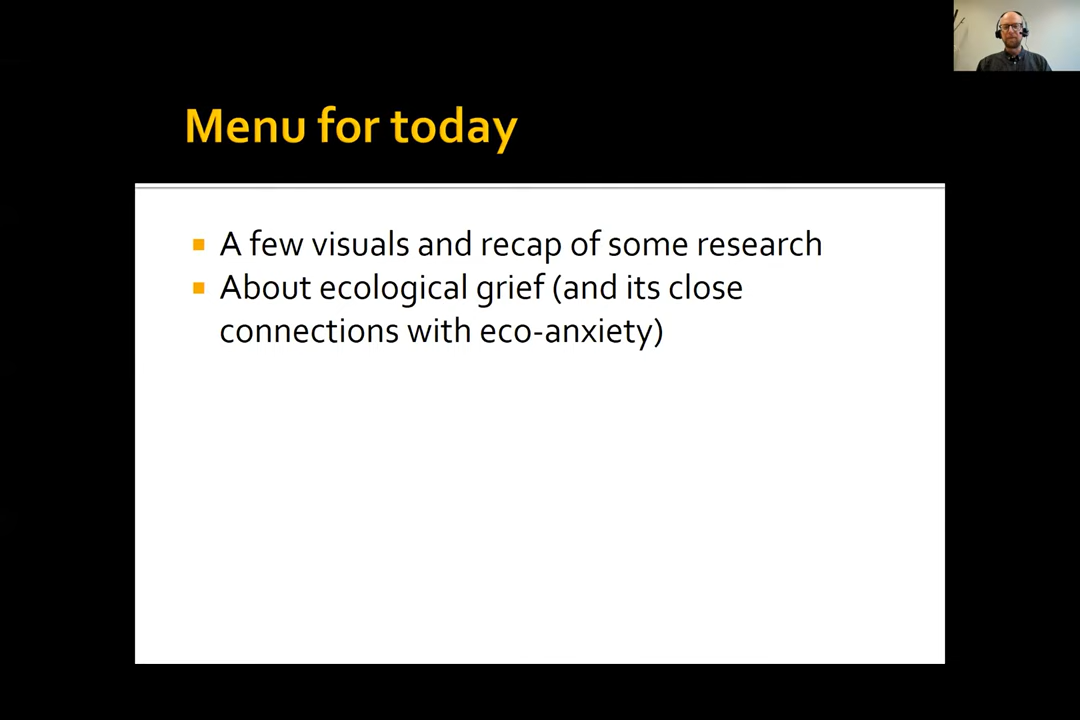 Menu for today
A few visuals and recap of some research
About ecological grief (and its close
connections with eco-anxiety)